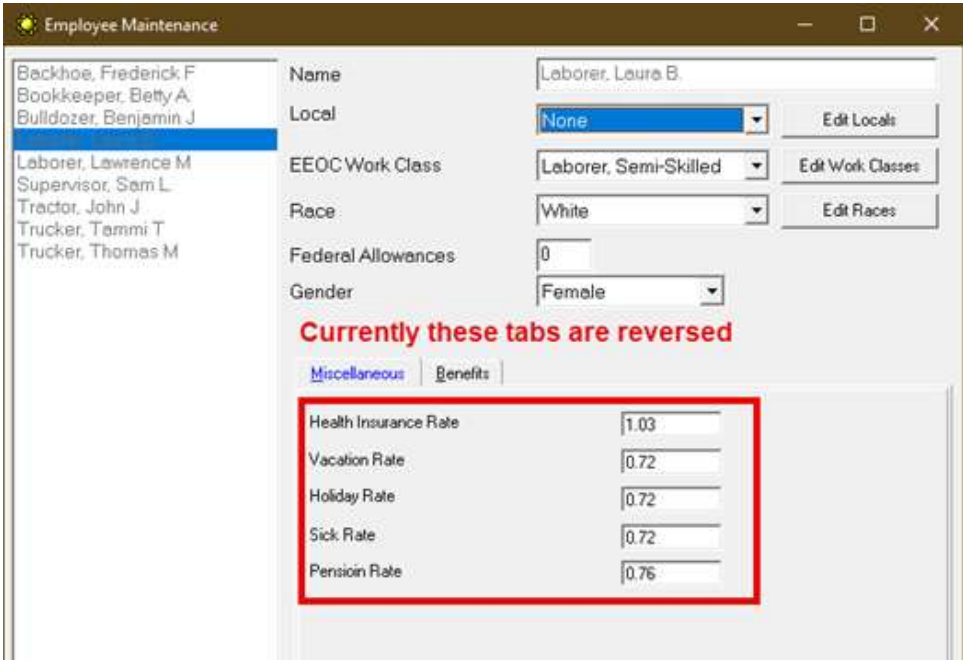 Employee Maintenance
Backhoe, Frederick F
Bookkeeper, Betty A
Bulldozer, Benjamin J
Laborer, Lawrence M
Supervisor, Sam L
Tractor, John J
Trucker, Tammi T
Trucker, Thomas M
Name Laborer, Laura B.
Local None Edit Locals
EEOC Work Class Laborer, Semi-Skilled Edit Work Classes
Race White Edit Races
Federal Allowances 0
Gender Female
Currently these tabs are reversed
Miscellaneous Benefits
Health Insurance Rate 1.03
Vacation Rate 0.72
Holiday Rate 0.72
Sick Rate 0.72
Pensioin Rate 0.76